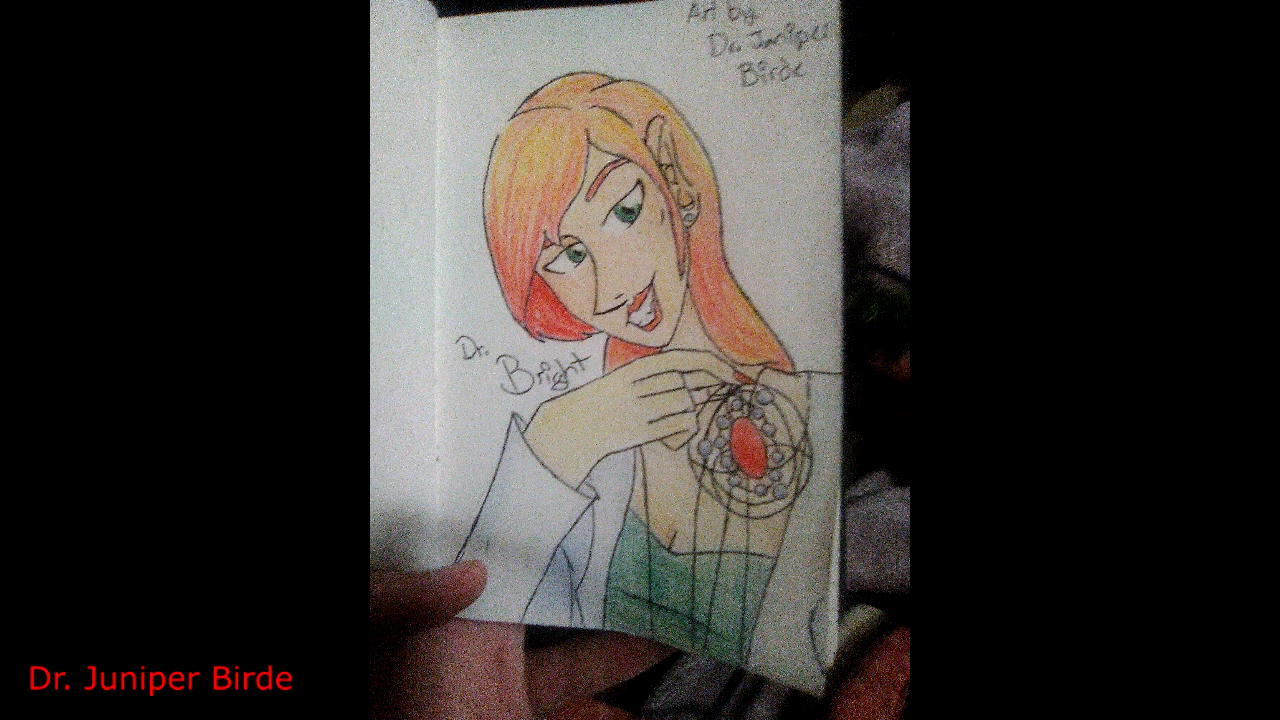 Art by
Dr. Juniper
Birde
Dr.
Bright
Dr. Juniper Birde